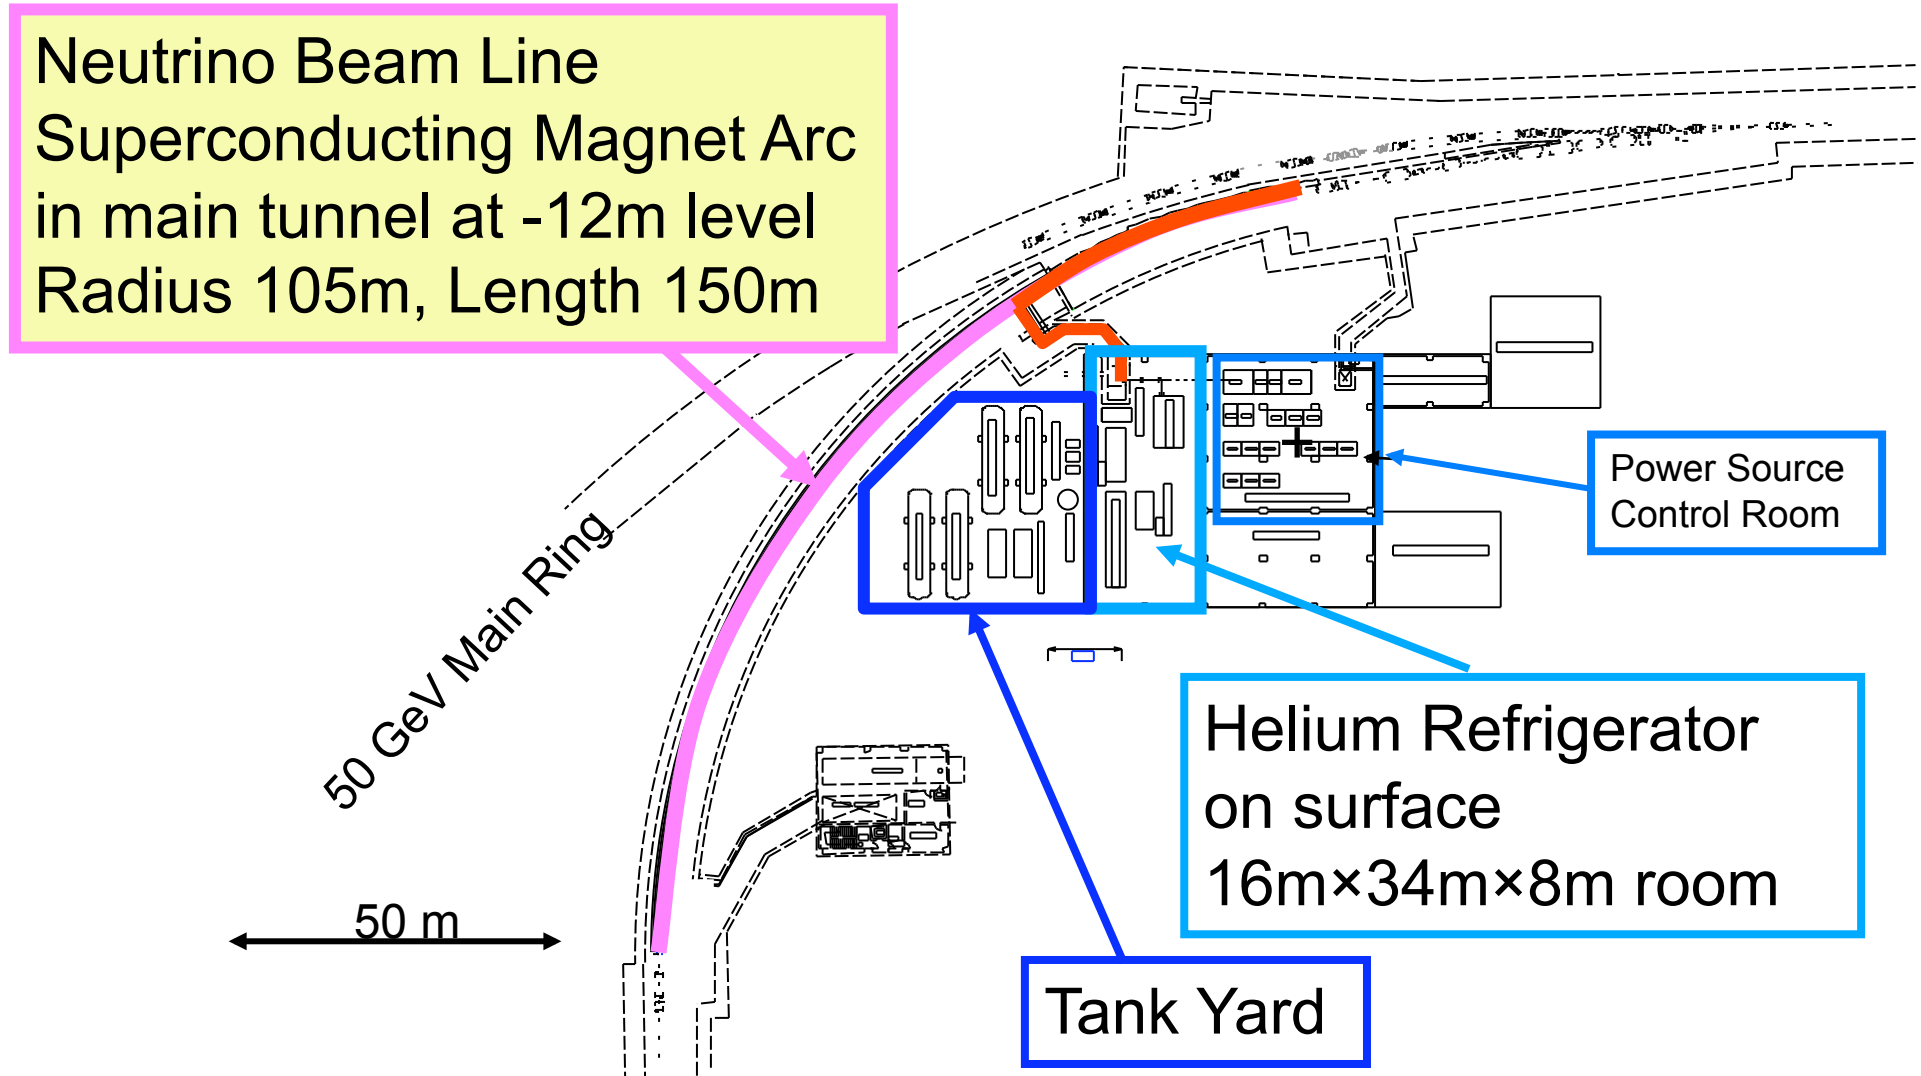 Neutrino Beam Line
Superconducting Magnet Arc
in main tunnel at -12m level
Radius 105m, Length 150m
50 GeV Main Ring
Power Source
Control Room
Helium Refrigerator
on surface
16m×34m×8m room
50 m
Tank Yard